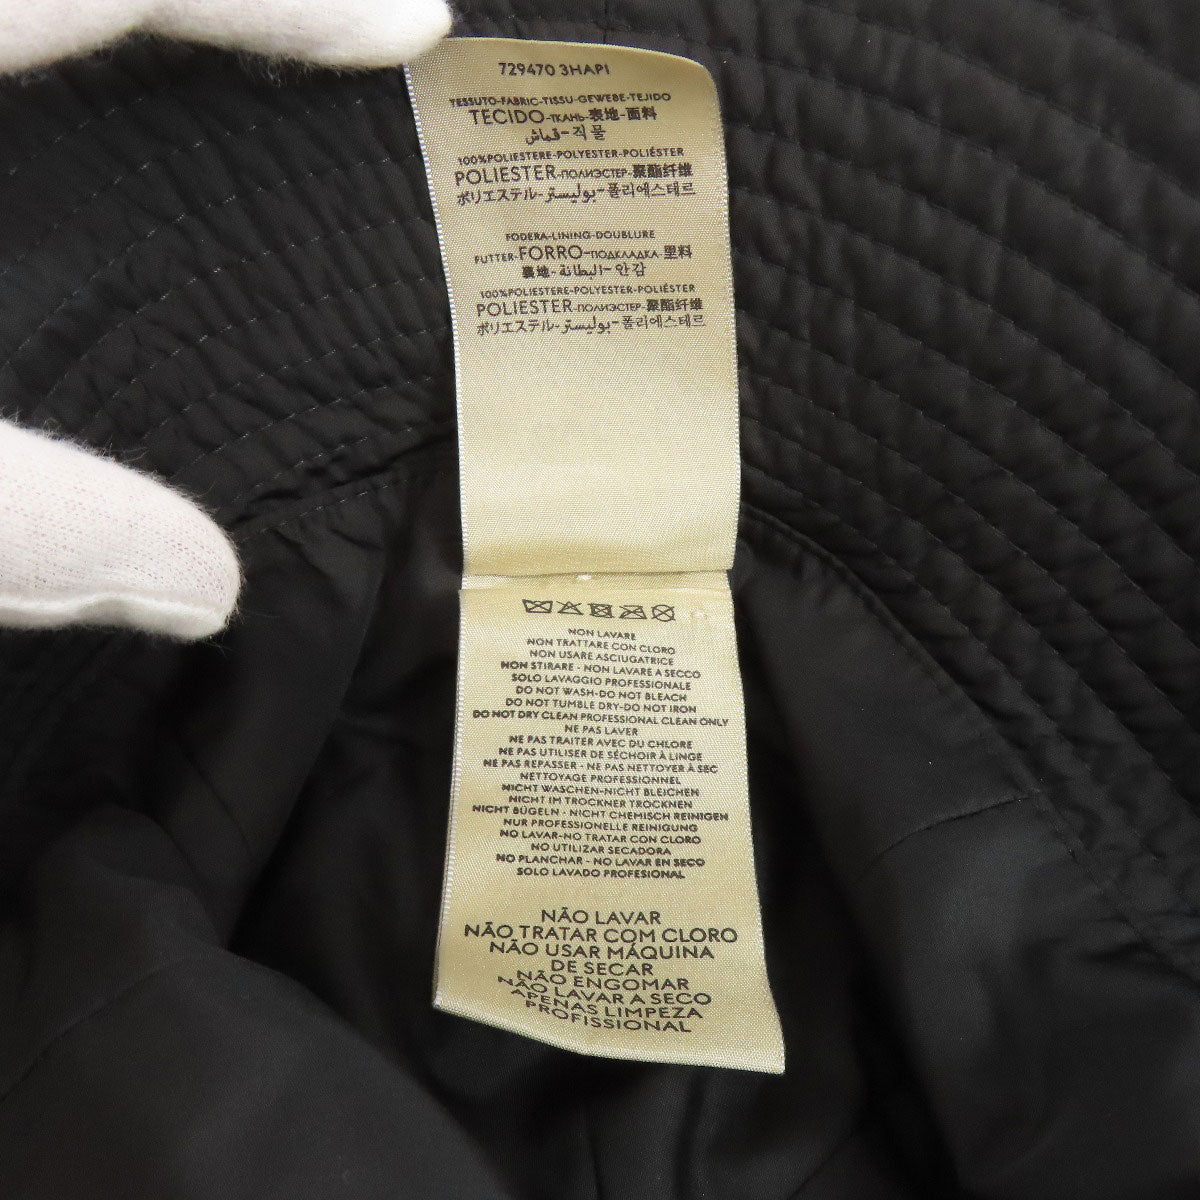 729470 3HAPI
TESSUTO-FABRIC-TISSU-GEWEBE-TEJIDO
TECIDO-ТКАНЬ-表地-面料
قماش-직물
100%POLIESTERE-POLYESTER-POLIÉSTER
POLIESTER-ПОЛИЭСТЕР-聚酯纤维
ポリエステル-بوليستر-폴리에스테르
FODERA-LINING-DOUBLURE
FUTTER-FORRO-ПОДКЛАДКА-里料
裏地-البطانة-안감
100%POLIESTERE-POLYESTER-POLIÉSTER
POLIESTER-ПОЛИЭСТЕР-聚酯纤维
ポリエステル-بوليستر-폴리에스테르
NON LAVARE
NON TRATTARE CON CLORO
NON USARE ASCIUGATRICE
NON STIRARE - NON LAVARE A SECCO
SOLO LAVAGGIO PROFESSIONALE
DO NOT WASH-DO NOT BLEACH
DO NOT TUMBLE DRY-DO NOT IRON
DO NOT DRY CLEAN PROFESSIONAL CLEAN ONLY
NE PAS LAVER
NE PAS TRAITER AVEC DU CHLORE
NE PAS UTILISER DE SÉCHOIR À LINGE
NE PAS REPASSER - NE PAS NETTOYER À SEC
NETTOYAGE PROFESSIONNEL
NICHT WASCHEN-NICHT BLEICHEN
NICHT IM TROCKNER TROCKNEN
NICHT BÜGELN - NICHT CHEMISCH REINIGEN
NUR PROFESSIONELLE REINIGUNG
NO LAVAR-NO TRATAR CON CLORO
NO UTILIZAR SECADORA
NO PLANCHAR - NO LAVAR EN SECO
SOLO LAVADO PROFESIONAL
NÃO LAVAR
NÃO TRATAR COM CLORO
NÃO USAR MÁQUINA
DE SECAR
NÃO ENGOMAR
NÃO LAVAR A SECO
APENAS LIMPEZA
PROFISSIONAL